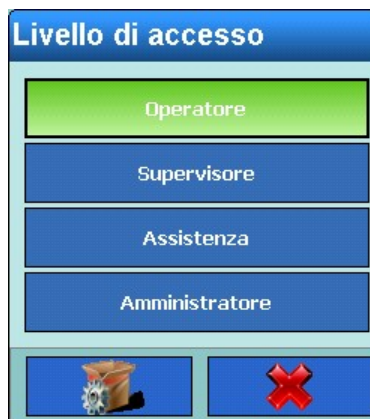 Livello di accesso
Operatore
Supervisore
Assistenza
Amministratore